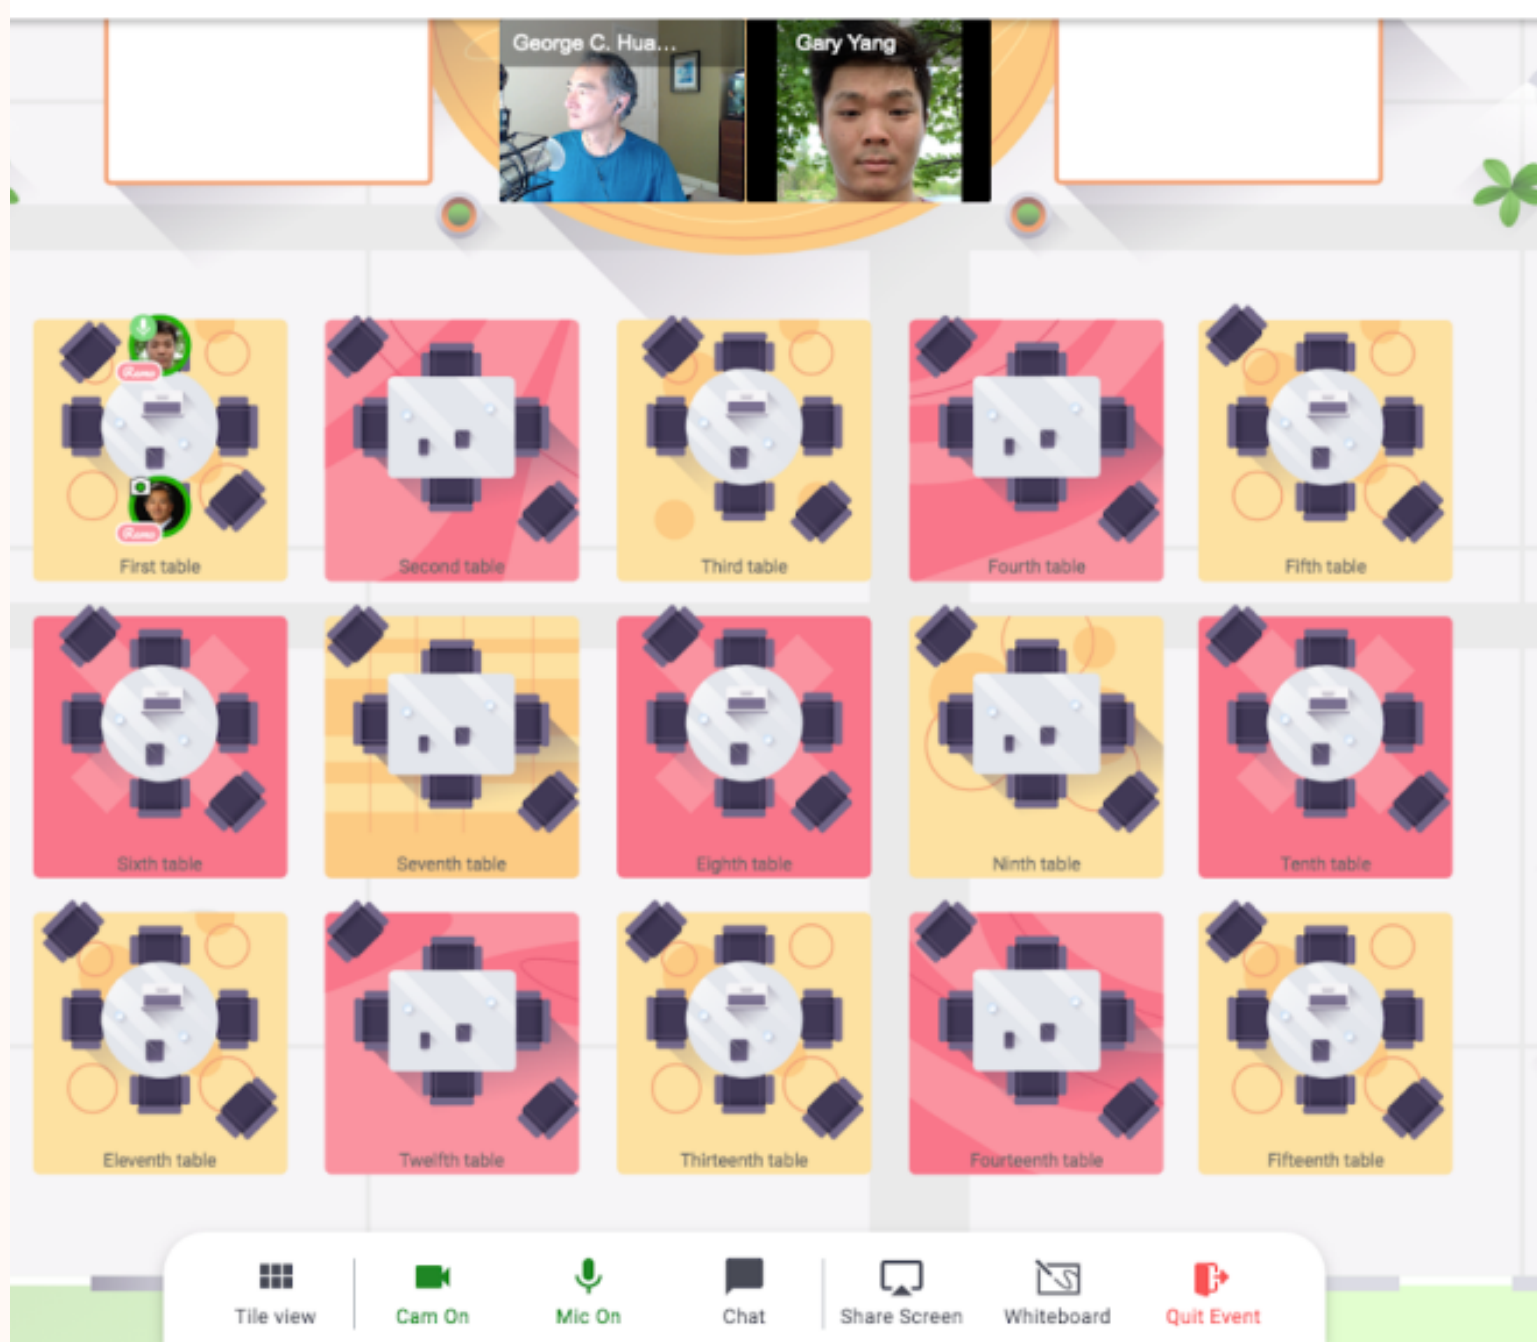 George C. Hua...
Gary Yang
Remo
Remo
First table
Second table
Third table
Fourth table
Fifth table
Sixth table
Seventh table
Eighth table
Ninth table
Tenth table
Eleventh table
Twelfth table
Thirteenth table
Fourteenth table
Fifteenth table
Tile view
Cam On
Mic On
Chat
Share Screen
Whiteboard
Quit Event